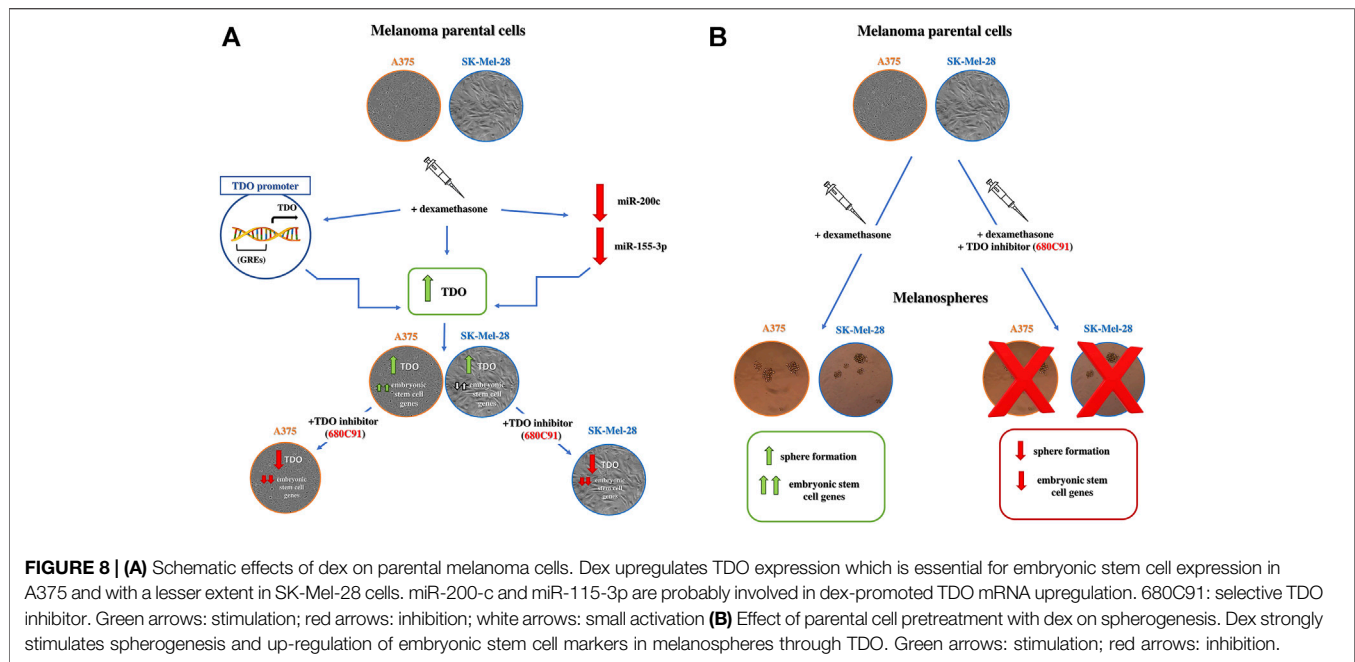 A
Melanoma parental cells
A375
SK-Mel-28
TDO promoter
TDO
(GREs)
+ dexamethasone
miR-200c
miR-155-3p
TDO
A375
SK-Mel-28
TDO
embryonic
stem cell
genes
TDO
embryonic
stem cell
genes
+TDO inhibitor
(680C91)
+TDO inhibitor
(680C91)
A375
SK-Mel-28
TDO
embryonic
stem cell
genes
TDO
embryonic
stem cell
genes
B
Melanoma parental cells
A375
SK-Mel-28
+ dexamethasone
+ dexamethasone
+ TDO inhibitor (680C91)
Melanospheres
A375
SK-Mel-28
A375
SK-Mel-28
sphere formation
embryonic stem
cell genes
sphere formation
embryonic stem
cell genes
FIGURE 8 | (A) Schematic effects of dex on parental melanoma cells. Dex upregulates TDO expression which is essential for embryonic stem cell expression in
A375 and with a lesser extent in SK-Mel-28 cells. miR-200-c and miR-115-3p are probably involved in dex-promoted TDO mRNA upregulation. 680C91: selective TDO
inhibitor. Green arrows: stimulation; red arrows: inhibition; white arrows: small activation (B) Effect of parental cell pretreatment with dex on spherogenesis. Dex strongly
stimulates spherogenesis and up-regulation of embryonic stem cell markers in melanospheres through TDO. Green arrows: stimulation; red arrows: inhibition.